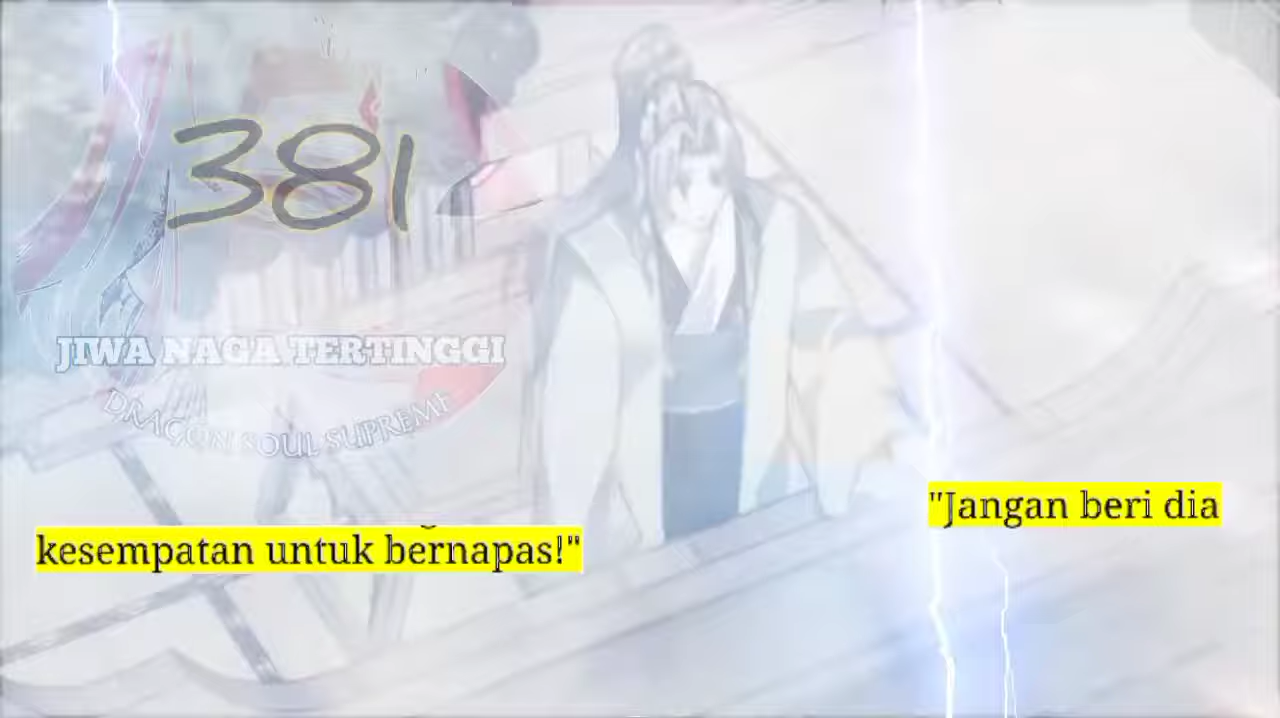 381
JIWA NAGA TERTINGGI
DRAGON SOUL SUPREME
"Jangan beri dia
kesempatan untuk bernapas!"